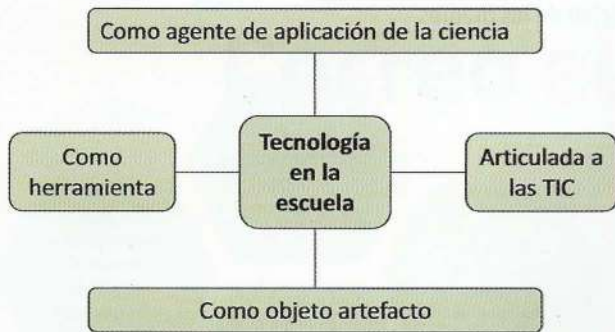 Como agente de aplicación de la ciencia
Como
herramienta
Tecnología
en la
escuela
Articulada a
las TIC
Como objeto artefacto